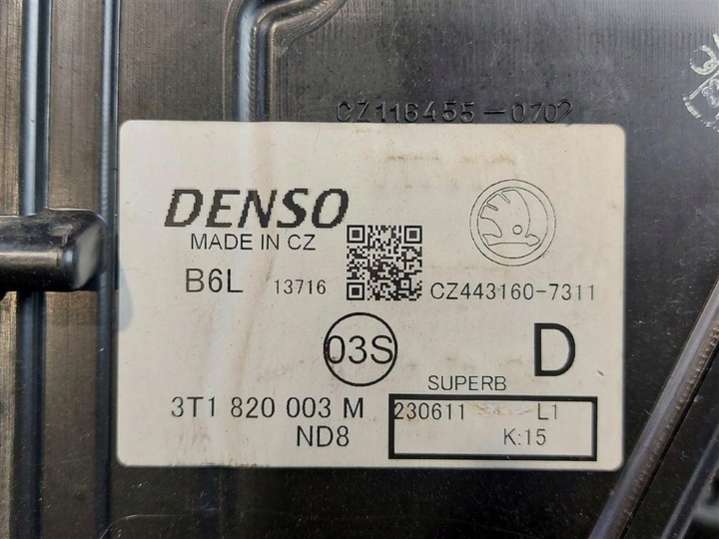 CZ116455-0702
DENSO
MADE IN CZ
B6L 13716 CZ443160-7311
03S D
SUPERB
3T1 820 003 M 230611 L1
ND8 K:15